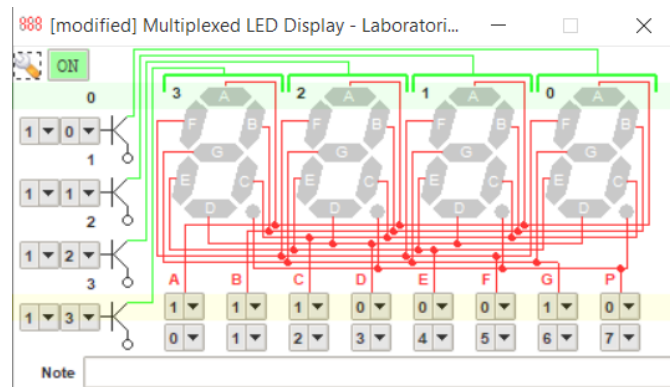 888 [modified] Multiplexed LED Display - Laboratori...
ON
0
3 2 1 0
A A A A
F B F B F B F B
1 0
1
G G G G
E C E C E C E C
1 1
D D D D
2
1 2
3
A B C D E F G P
1 3
1 1 1 0 0 0 1 0
0 1 2 3 4 5 6 7
Note